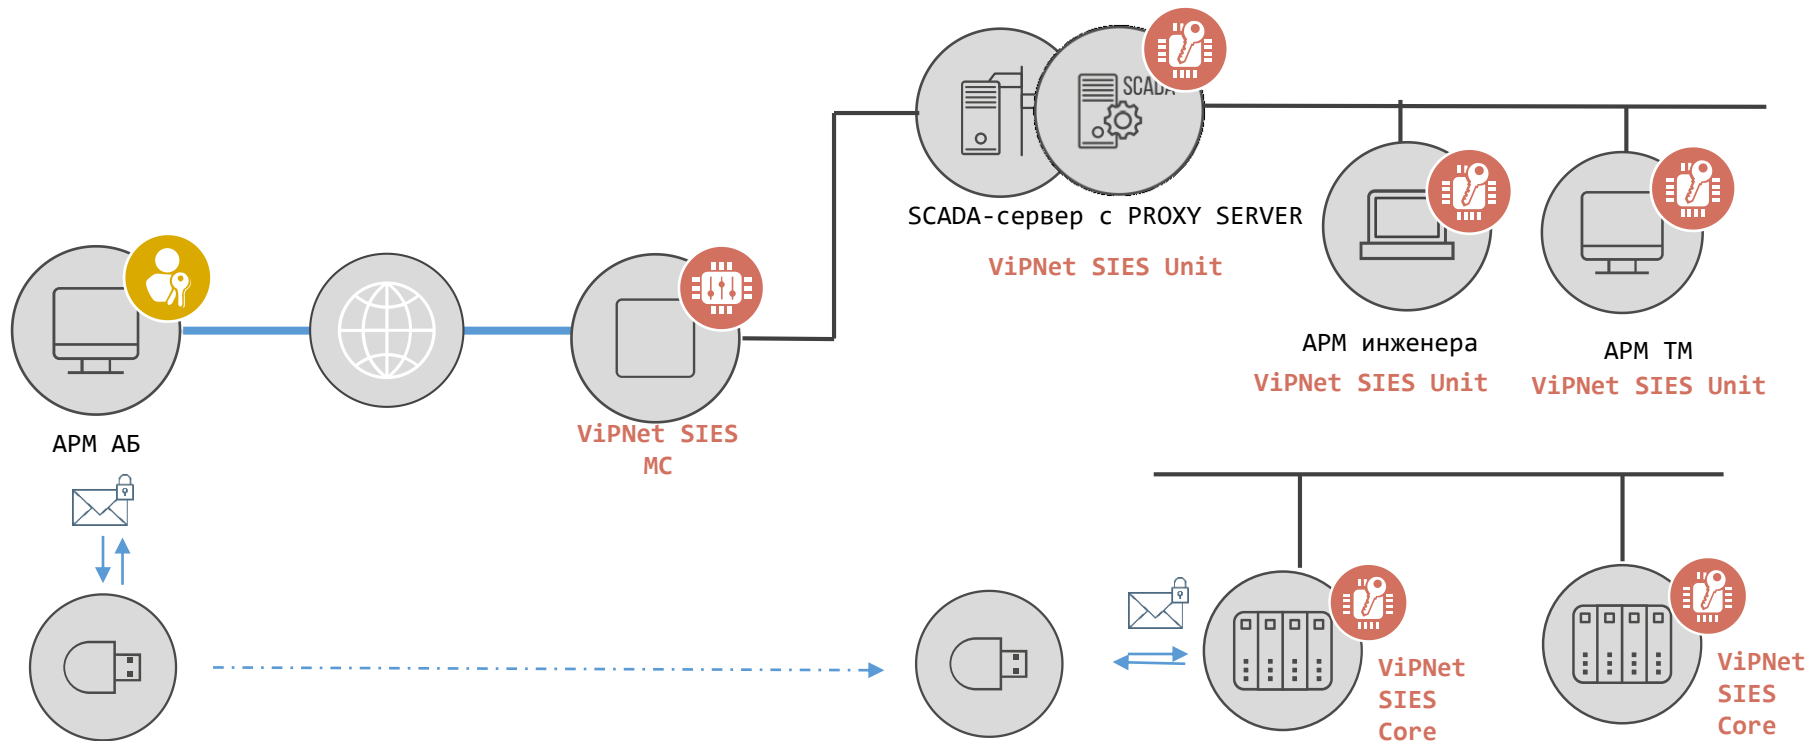 SCADA
SCADA-сервер с PROXY SERVER
ViPNet SIES Unit
АРМ инженера
ViPNet SIES Unit
АРМ ТМ
ViPNet SIES Unit
АРМ АБ
ViPNet SIES
MC
ViPNet
SIES
Core
ViPNet
SIES
Core